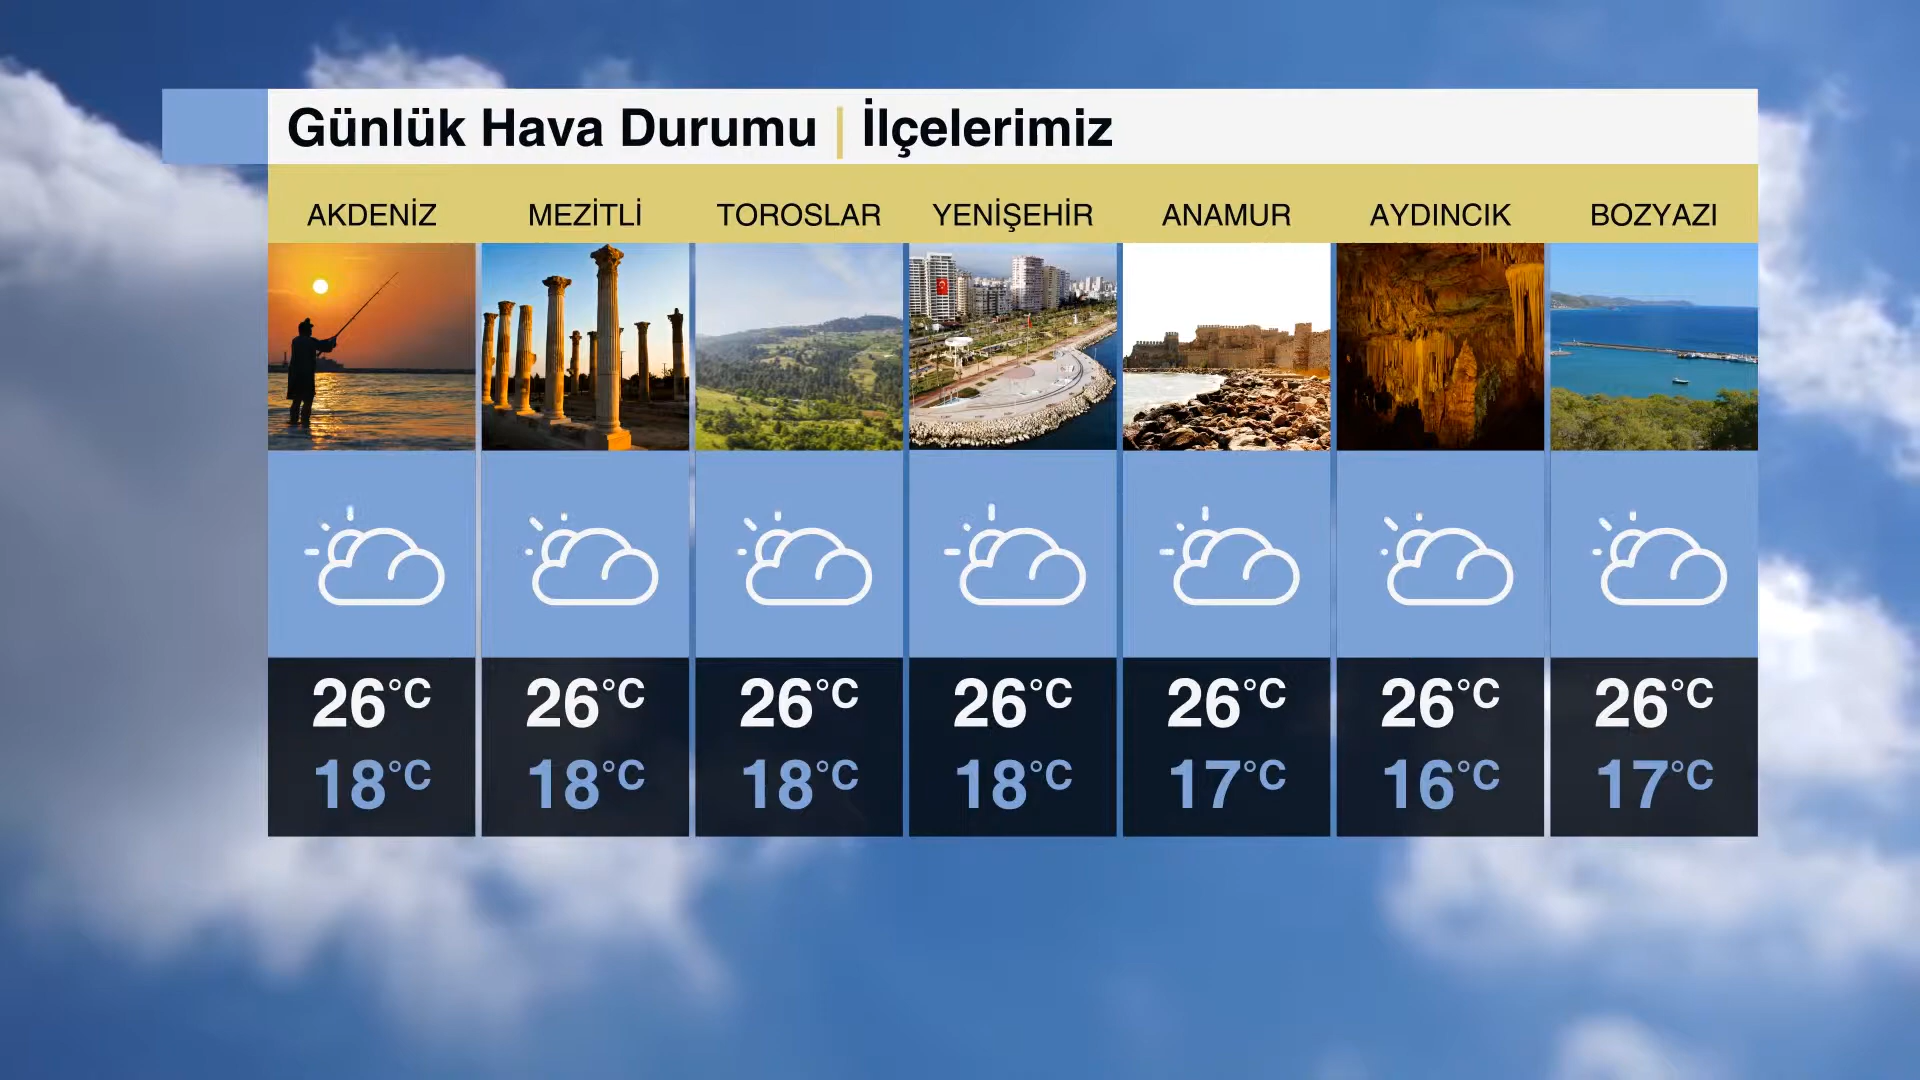 Günlük Hava Durumu | İlçelerimiz
AKDENİZ MEZİTLİ TOROSLAR YENİŞEHİR ANAMUR AYDINCIK BOZYAZI
26°C 26°C 26°C 26°C 26°C 26°C 26°C
18°C 18°C 18°C 18°C 17°C 16°C 17°C